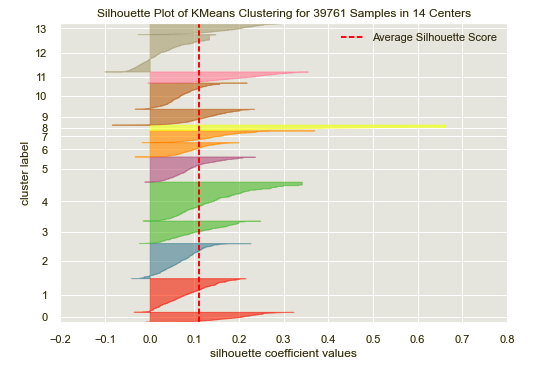 Silhouette Plot of KMeans Clustering for 39761 Samples in 14 Centers
Average Silhouette Score
cluster label
13
12
11
10
9
8
7
6
5
4
3
2
1
0
−0.2 −0.1 0.0 0.1 0.2 0.3 0.4 0.5 0.6 0.7 0.8
silhouette coefficient values